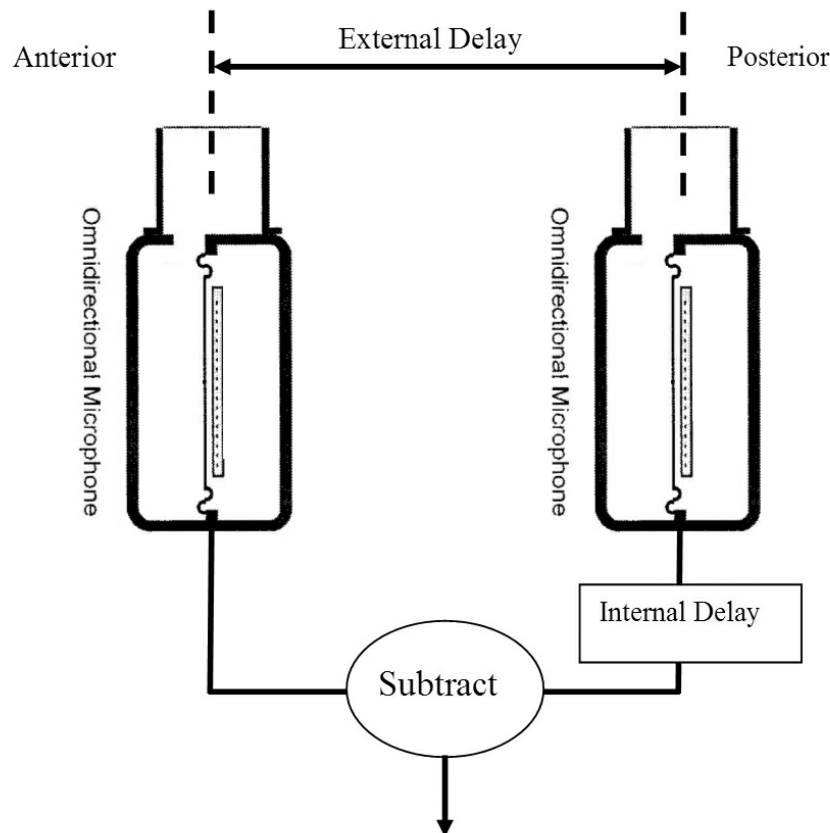 External Delay
Anterior
Posterior
Omnidirectional Microphone
Omnidirectional Microphone
Internal Delay
Subtract